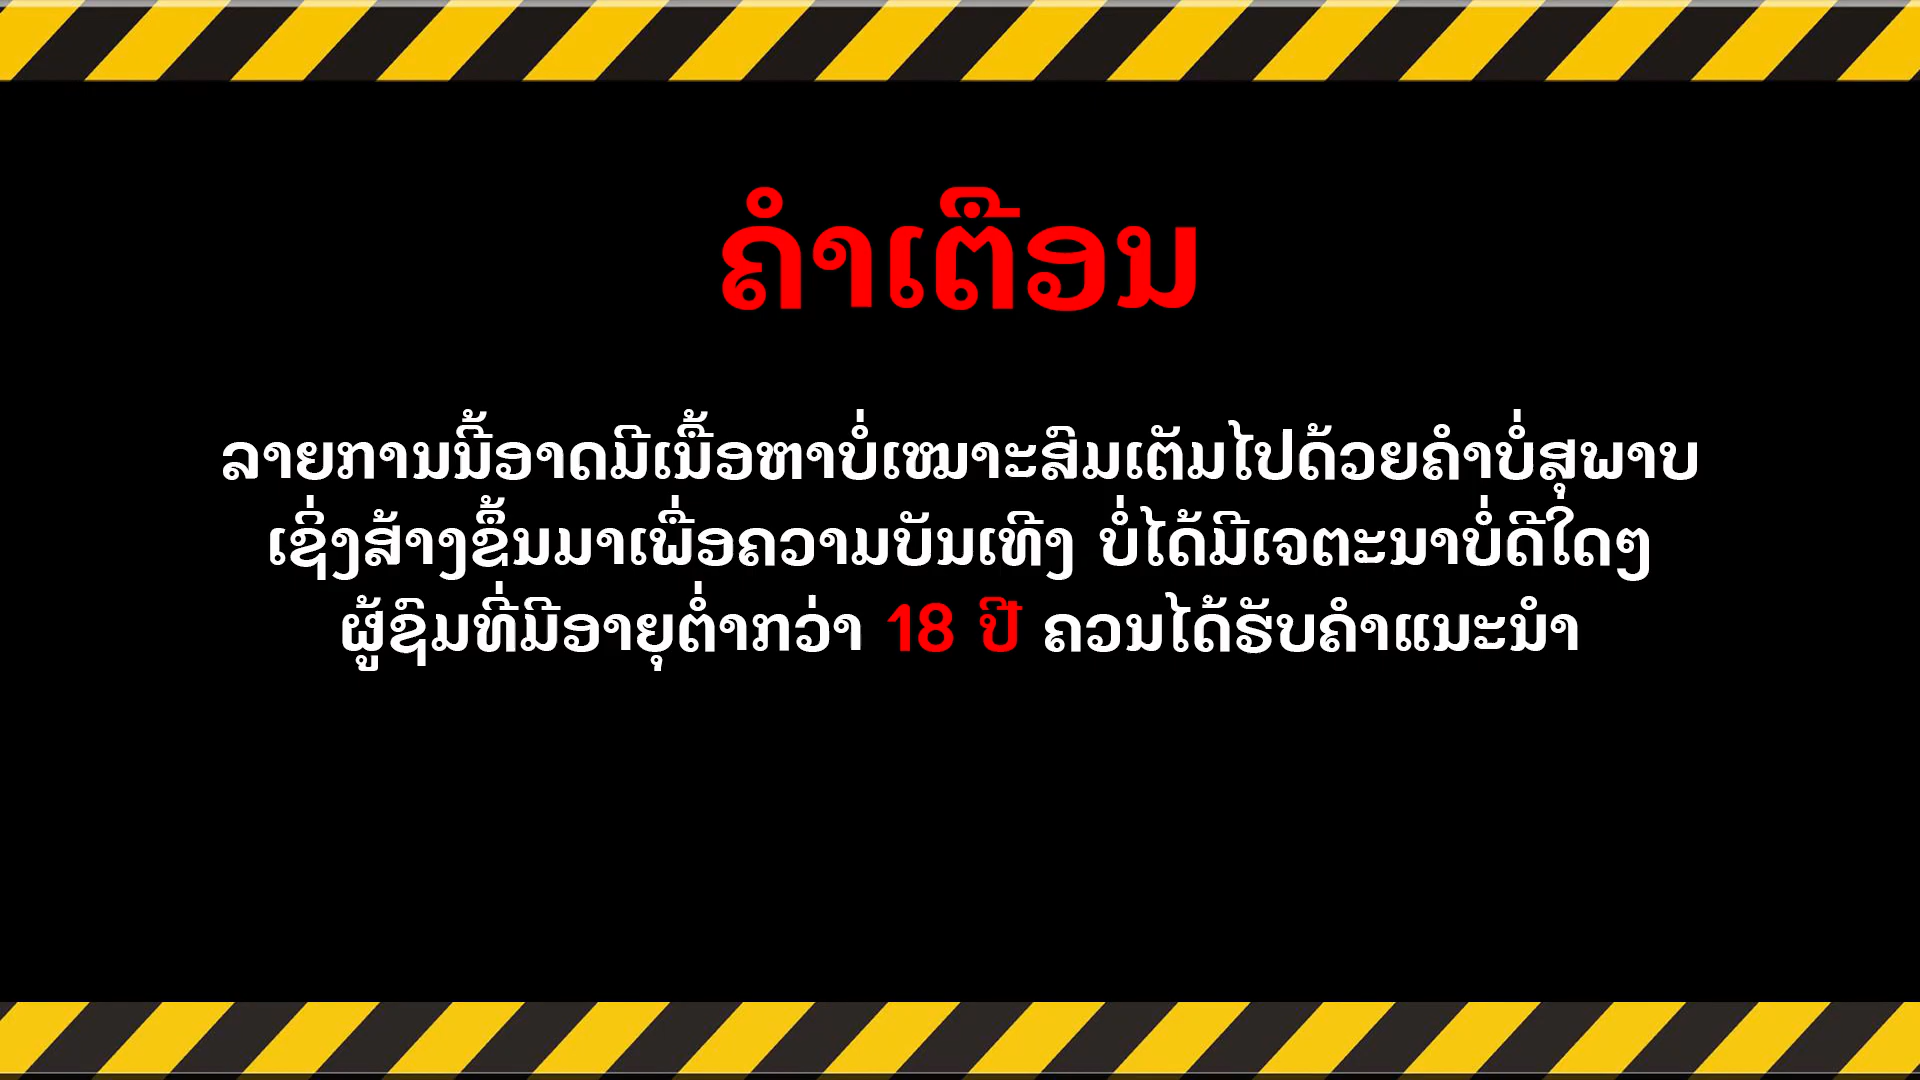 ຄຳເຕືອນ
ລາຍການນີ້ອາດມີເນື້ອຫາບໍ່ເໝາະສົມເຕັມໄປດ້ວຍຄຳບໍ່ສຸພາບ
ເຊິ່ງສ້າງຂຶ້ນມາເພື່ອຄວາມບັນເທີງ ບໍ່ໄດ້ມີເຈຕະນາບໍ່ດີໃດໆ
ຜູ້ຊົມທີ່ມີອາຍຸຕ່ຳກວ່າ 18 ປີ ຄວນໄດ້ຮັບຄຳແນະນຳ